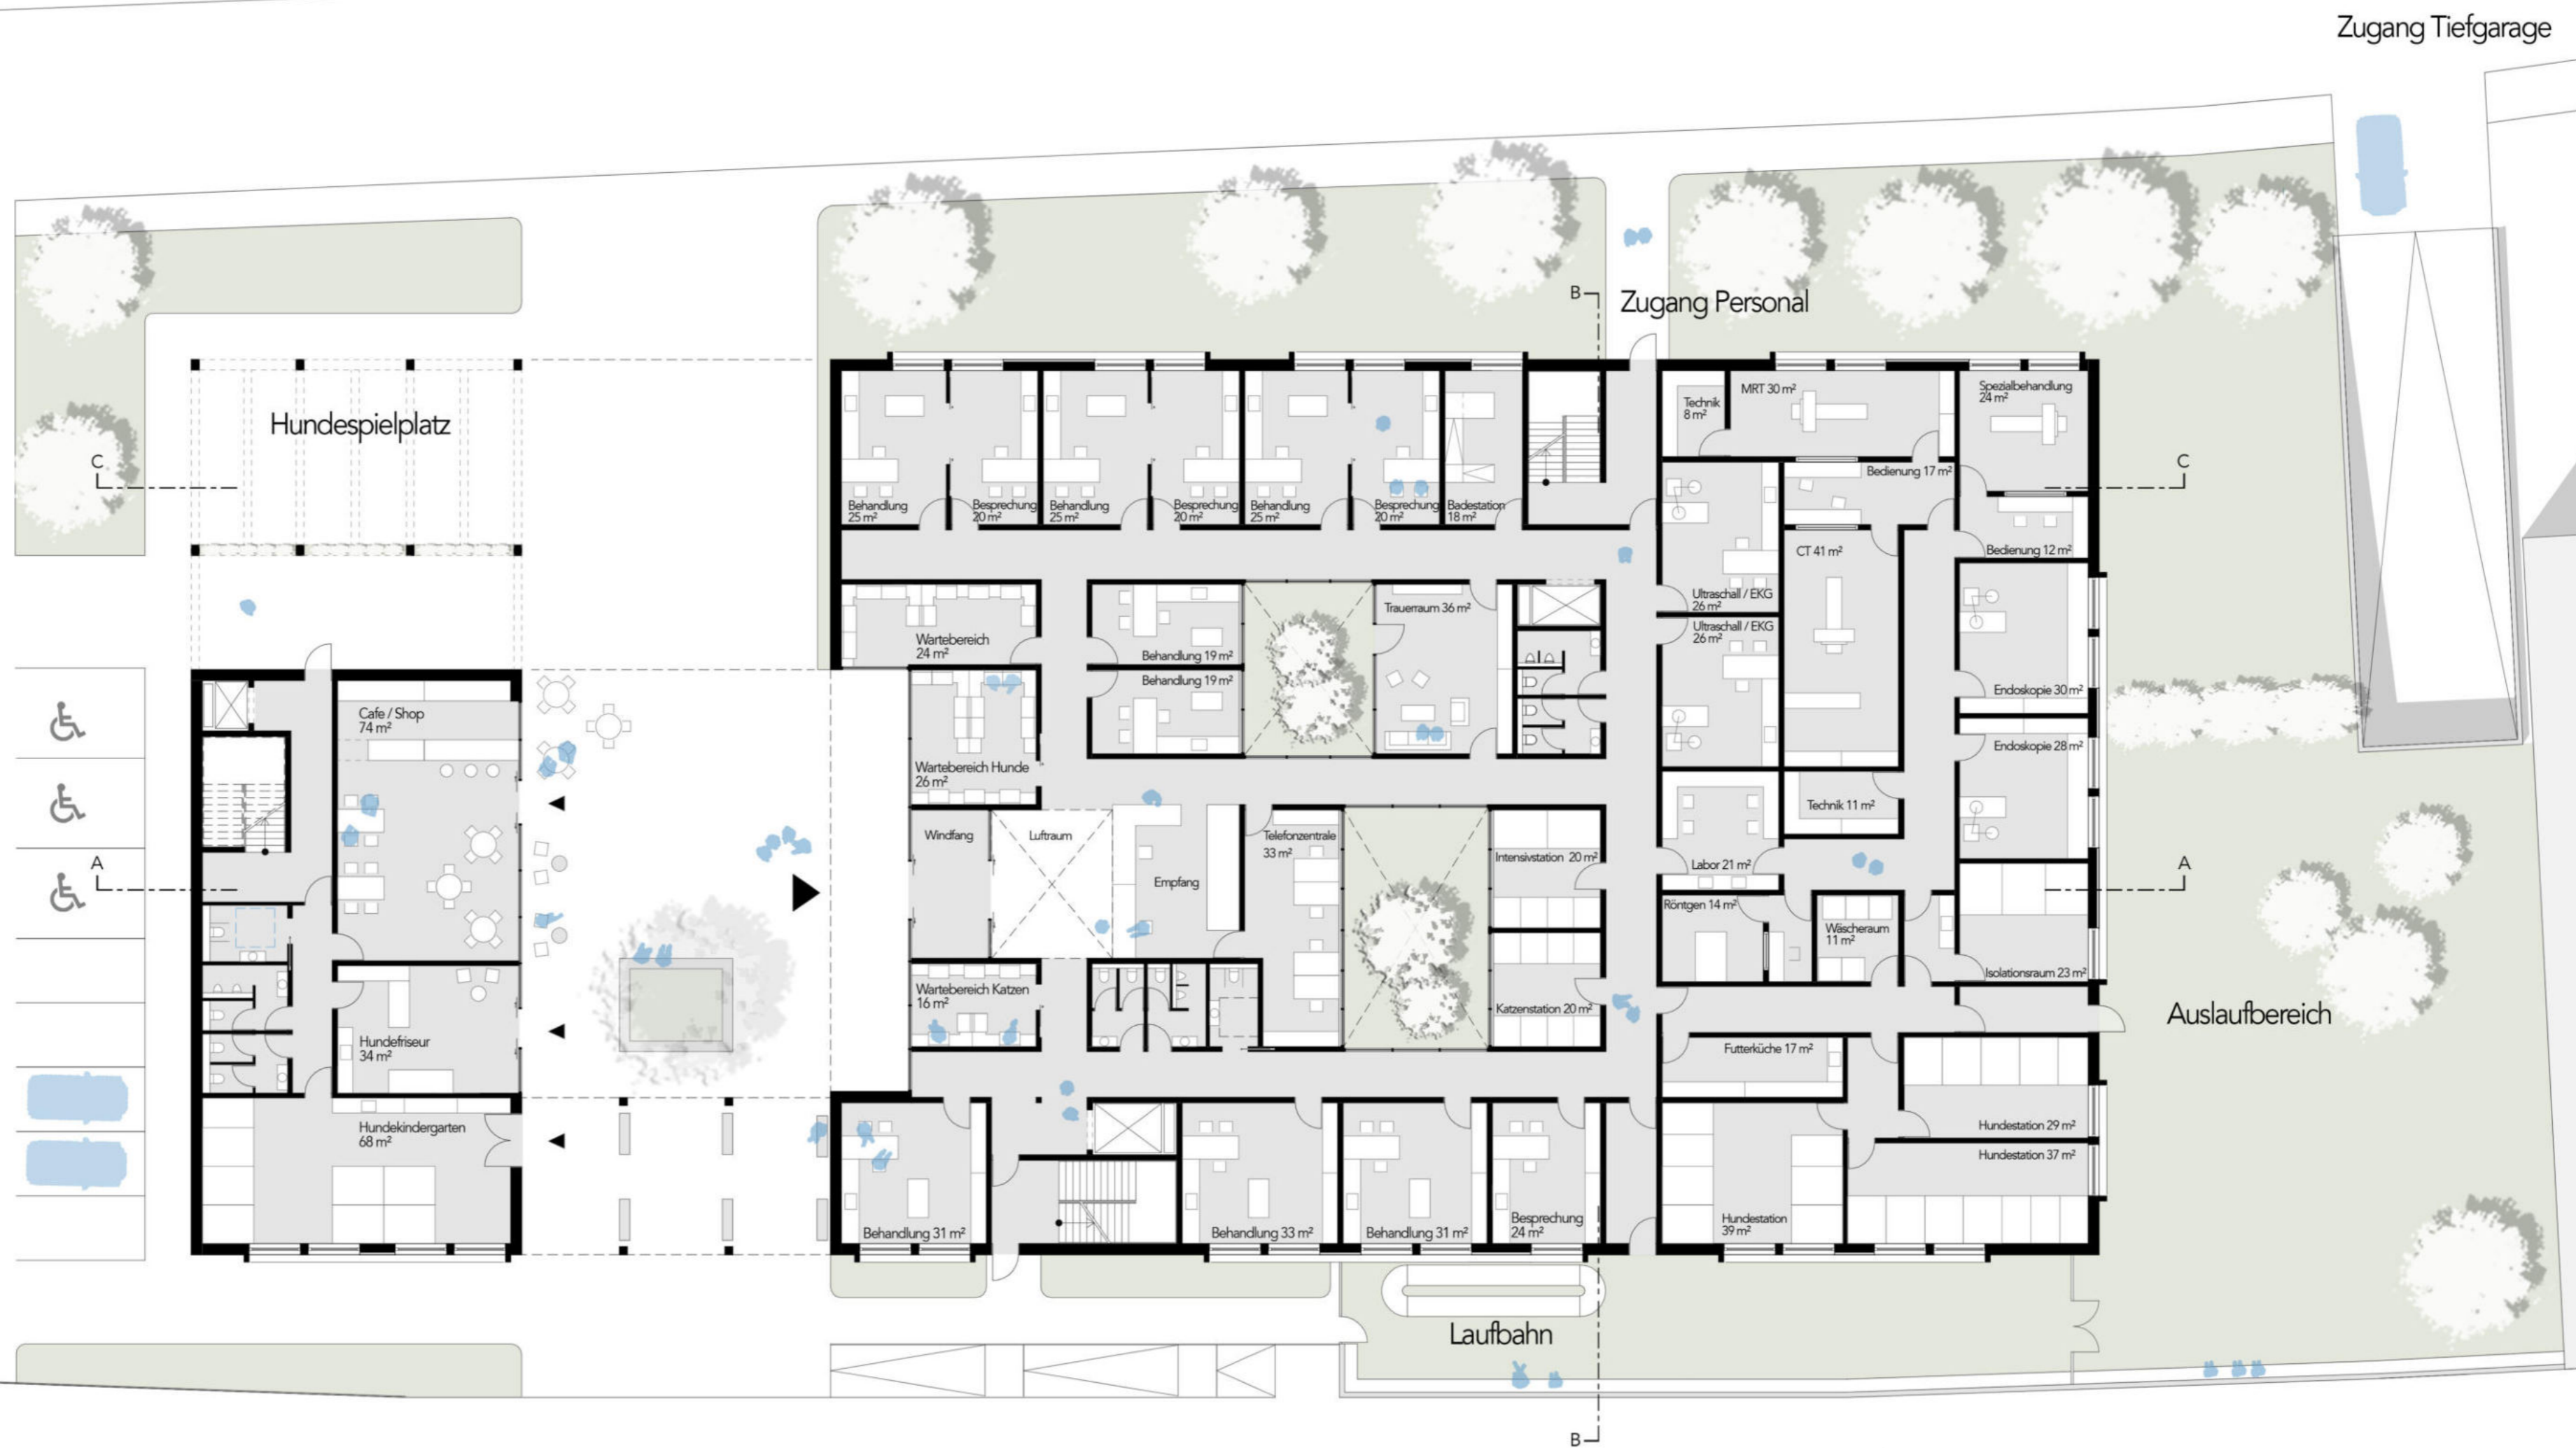 Zugang Tiefgarage
B
Zugang Personal
Hundespielplatz
C
C
Technik
8 m²
MRT 30 m²
Spezialbehandlung
24 m²
Bedienung 17 m²
Behandlung
25 m²
Besprechung
20 m²
Behandlung
25 m²
Besprechung
20 m²
Behandlung
25 m²
Besprechung
20 m²
Badestation
18 m²
CT 41 m²
Bedienung 12 m²
Ultraschall / EKG
26 m²
Ultraschall / EKG
26 m²
Trauerraum 36 m²
Wartebereich
24 m²
Behandlung 19 m²
Behandlung 19 m²
Endoskopie 30 m²
Endoskopie 28 m²
Cafe / Shop
74 m²
Wartebereich Hunde
26 m²
Technik 11 m²
Windfang
Luftraum
Telefonzentrale
33 m²
Intensivstation 20 m²
Labor 21 m²
A
A
Empfang
Röntgen 14 m²
Wäscheraum
11 m²
Isolationsraum 23 m²
Wartebereich Katzen
16 m²
Katzenstation 20 m²
Auslaufbereich
Hundefriseur
34 m²
Futterküche 17 m²
Hundekindergarten
68 m²
Hundestation 29 m²
Hundestation 37 m²
Behandlung 31 m²
Behandlung 33 m²
Behandlung 31 m²
Besprechung
24 m²
Hundestation
39 m²
Laufbahn
B